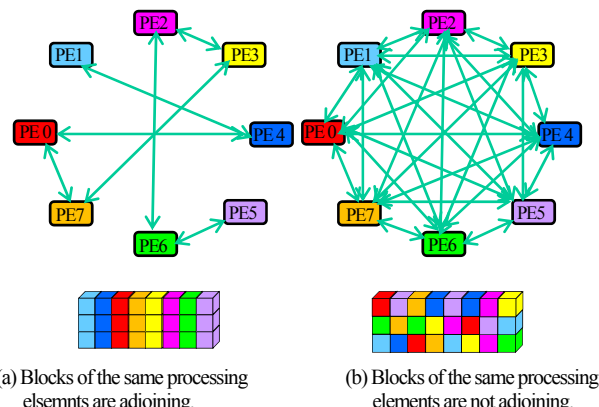 PE2
PE1
PE3
PE 0
PE 4
PE7
PE5
PE6
PE2
PE1
PE3
PE 0
PE 4
PE7
PE5
PE6
(a) Blocks of the same processing
elsemnts are adjoining.
(b) Blocks of the same processing
elements are not adjoining.